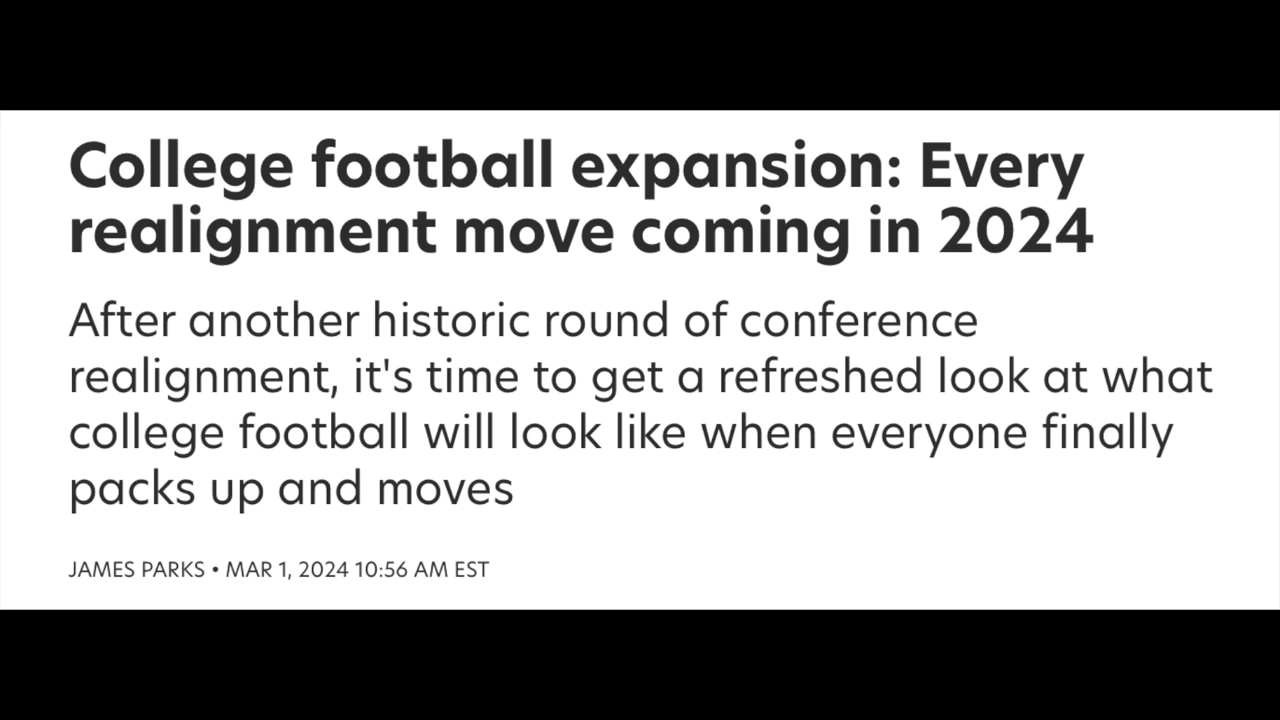 College football expansion: Every
realignment move coming in 2024
After another historic round of conference
realignment, it's time to get a refreshed look at what
college football will look like when everyone finally
packs up and moves
JAMES PARKS • MAR 1, 2024 10:56 AM EST